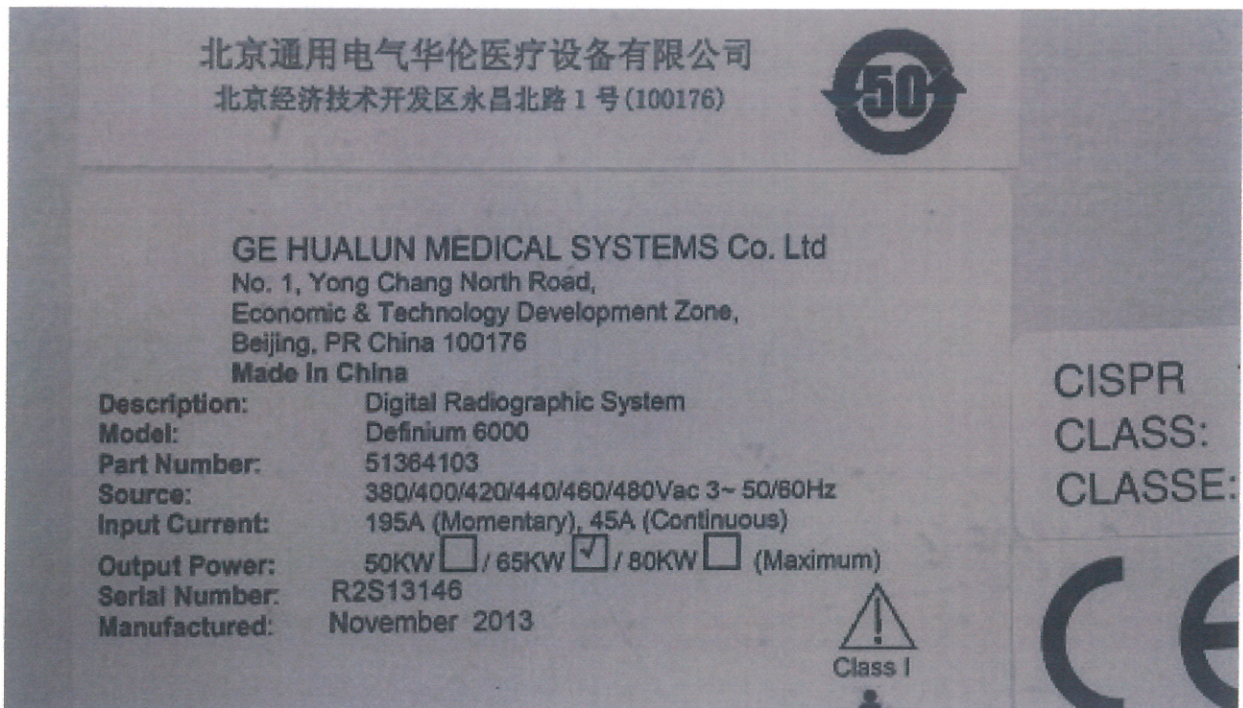 北京通用电气华伦医疗设备有限公司
北京经济技术开发区永昌北路 1 号(100176)
50
GE HUALUN MEDICAL SYSTEMS Co. Ltd
No. 1, Yong Chang North Road,
Economic & Technology Development Zone,
Beijing, PR China 100176
Made In China
Description: Digital Radiographic System
Model: Definium 6000
Part Number: 51364103
Source: 380/400/420/440/460/480Vac 3~ 50/60Hz
Input Current: 195A (Momentary), 45A (Continuous)
Output Power: 50KW ☐ / 65KW ☑ / 80KW ☐ (Maximum)
Serial Number: R2S13146
Manufactured: November 2013
Class I
CISPR
CLASS:
CLASSE:
CE